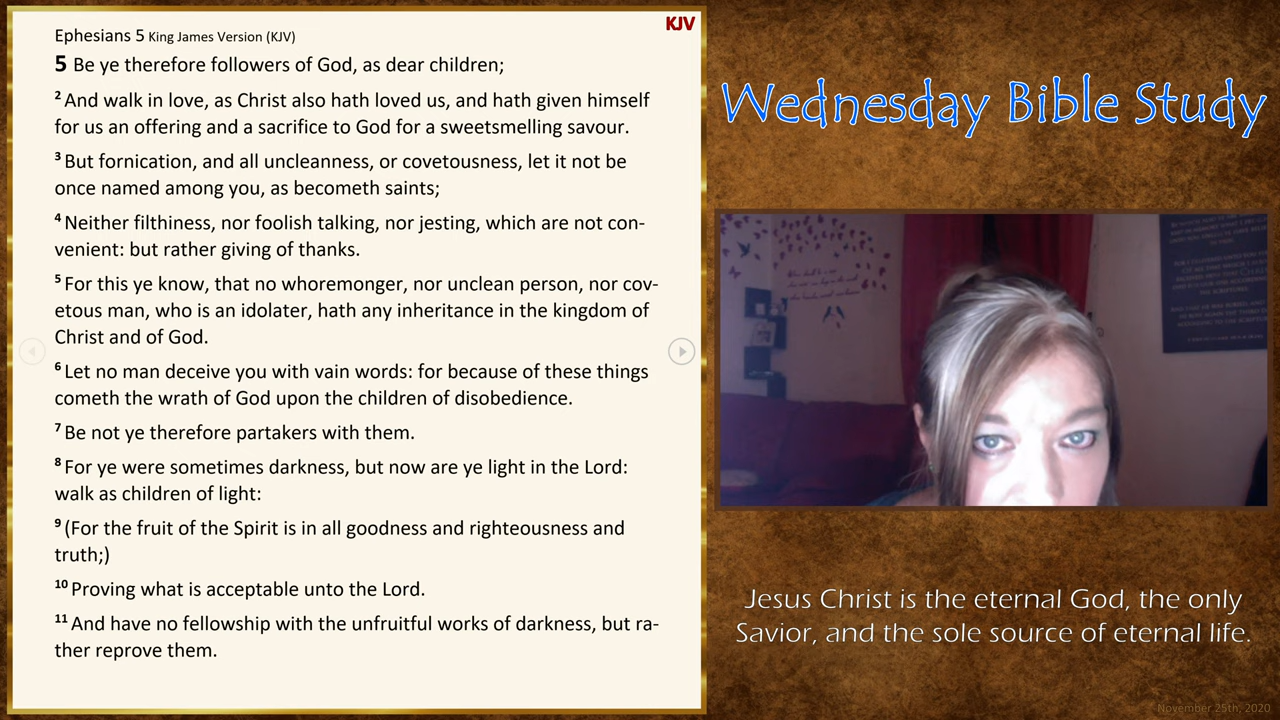 KJV
Ephesians 5 King James Version (KJV)
5 Be ye therefore followers of God, as dear children;
2 And walk in love, as Christ also hath loved us, and hath given himself
for us an offering and a sacrifice to God for a sweetsmelling savour.
3 But fornication, and all uncleanness, or covetousness, let it not be
once named among you, as becometh saints;
4 Neither filthiness, nor foolish talking, nor jesting, which are not con-
venient: but rather giving of thanks.
5 For this ye know, that no whoremonger, nor unclean person, nor cov-
etous man, who is an idolater, hath any inheritance in the kingdom of
Christ and of God.
6 Let no man deceive you with vain words: for because of these things
cometh the wrath of God upon the children of disobedience.
7 Be not ye therefore partakers with them.
8 For ye were sometimes darkness, but now are ye light in the Lord:
walk as children of light:
9 (For the fruit of the Spirit is in all goodness and righteousness and
truth;)
10 Proving what is acceptable unto the Lord.
11 And have no fellowship with the unfruitful works of darkness, but ra-
ther reprove them.
Wednesday Bible Study
Jesus Christ is the eternal God, the only
Savior, and the sole source of eternal life.
November 25th, 2020